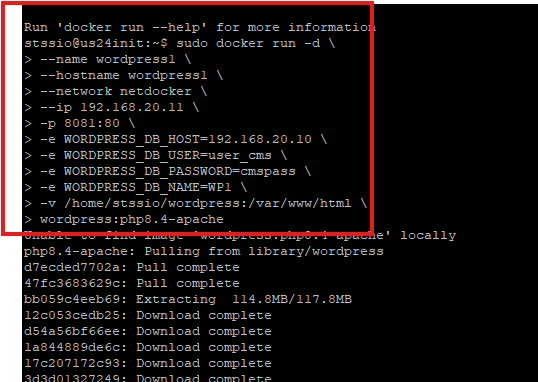 Run 'docker run --help' for more information
stssio@us24init:~$ sudo docker run -d \
> --name wordpress1 \
> --hostname wordpress1 \
> --network netdocker \
> --ip 192.168.20.11 \
> -p 8081:80 \
> -e WORDPRESS_DB_HOST=192.168.20.10 \
> -e WORDPRESS_DB_USER=user_cms \
> -e WORDPRESS_DB_PASSWORD=cmspass \
> -e WORDPRESS_DB_NAME=WP1 \
> -v /home/stssio/wordpress:/var/www/html \
> wordpress:php8.4-apache
Unable to find image 'wordpress:php8.4-apache' locally
php8.4-apache: Pulling from library/wordpress
d7ecded7702a: Pull complete
47fc3683629c: Pull complete
bb059c4eeb69: Extracting 114.8MB/117.8MB
12c053cedb25: Download complete
d54a56bf66ee: Download complete
1a844889de6c: Download complete
17c207172c93: Download complete
3d3d01327249: Download complete